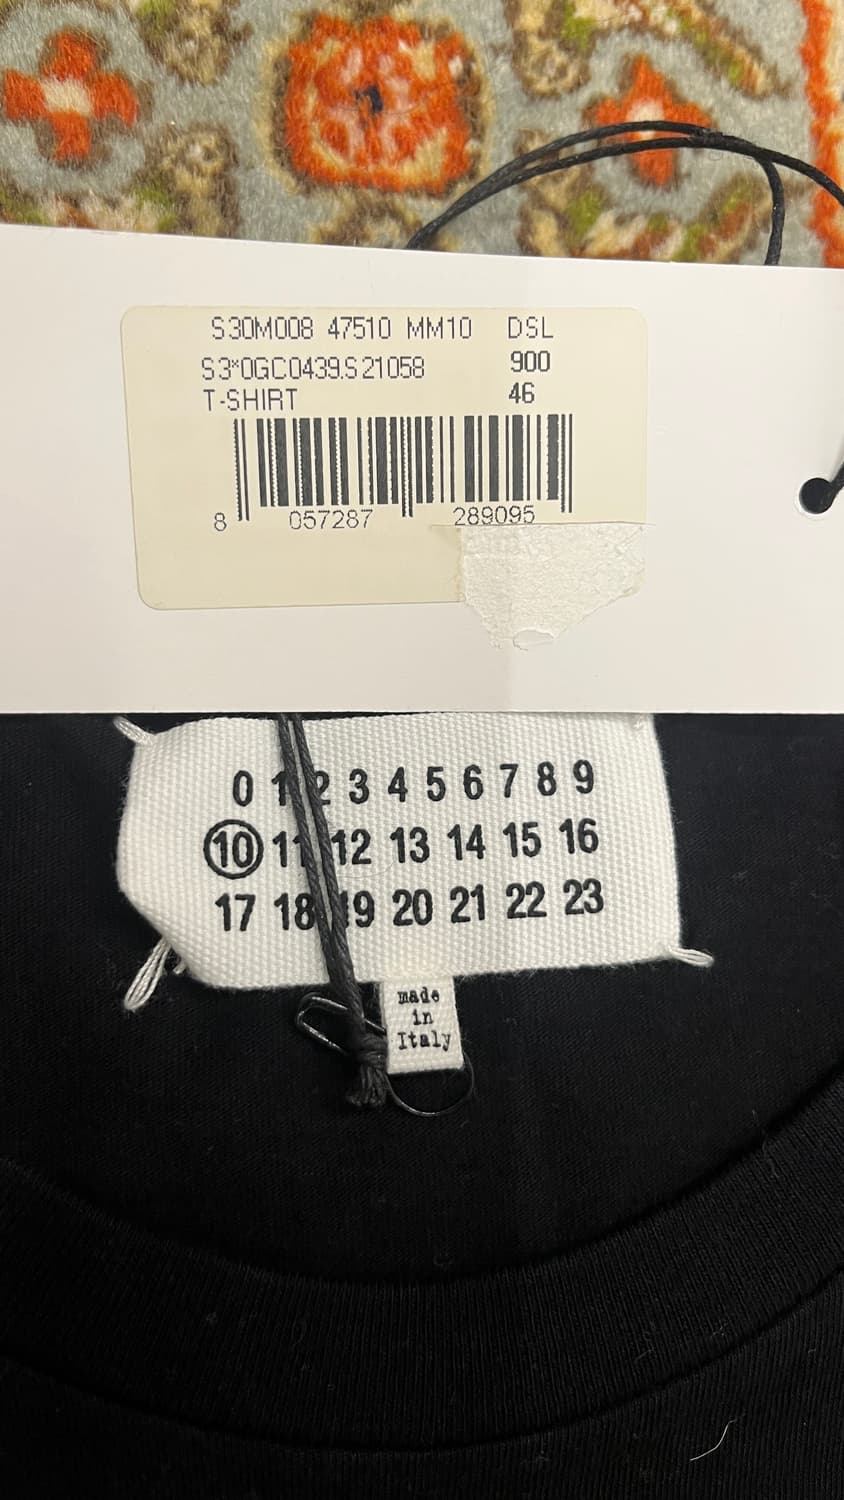 S30M008 47510 MM10 DSL
S3*0GC0439.S21058 900
T-SHIRT 46
8 057287 289095
0 1 2 3 4 5 6 7 8 9
10 11 12 13 14 15 16
17 18 19 20 21 22 23
made
in
Italy